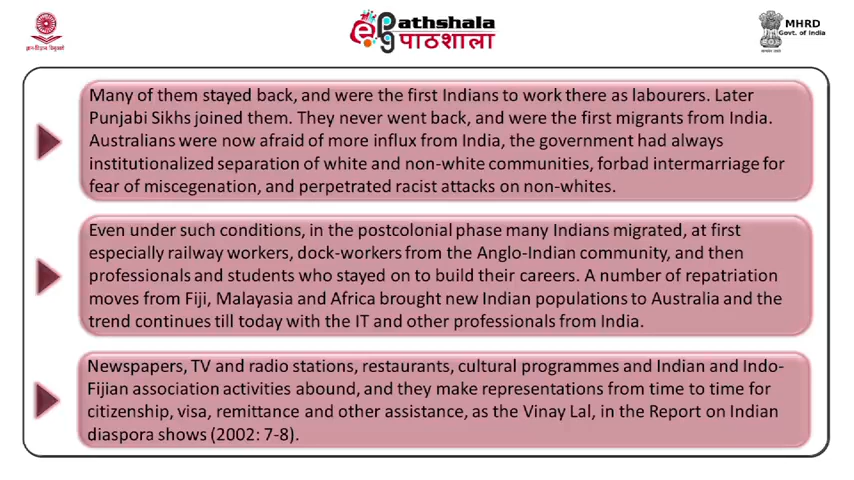 ePathshala
पाठशाला
MHRD
Govt. of India
Many of them stayed back, and were the first Indians to work there as labourers. Later
Punjabi Sikhs joined them. They never went back, and were the first migrants from India.
Australians were now afraid of more influx from India, the government had always
institutionalized separation of white and non-white communities, forbad intermarriage for
fear of miscegenation, and perpetrated racist attacks on non-whites.
Even under such conditions, in the postcolonial phase many Indians migrated, at first
especially railway workers, dock-workers from the Anglo-Indian community, and then
professionals and students who stayed on to build their careers. A number of repatriation
moves from Fiji, Malayasia and Africa brought new Indian populations to Australia and the
trend continues till today with the IT and other professionals from India.
Newspapers, TV and radio stations, restaurants, cultural programmes and Indian and Indo-
Fijian association activities abound, and they make representations from time to time for
citizenship, visa, remittance and other assistance, as the Vinay Lal, in the Report on Indian
diaspora shows (2002: 7-8).